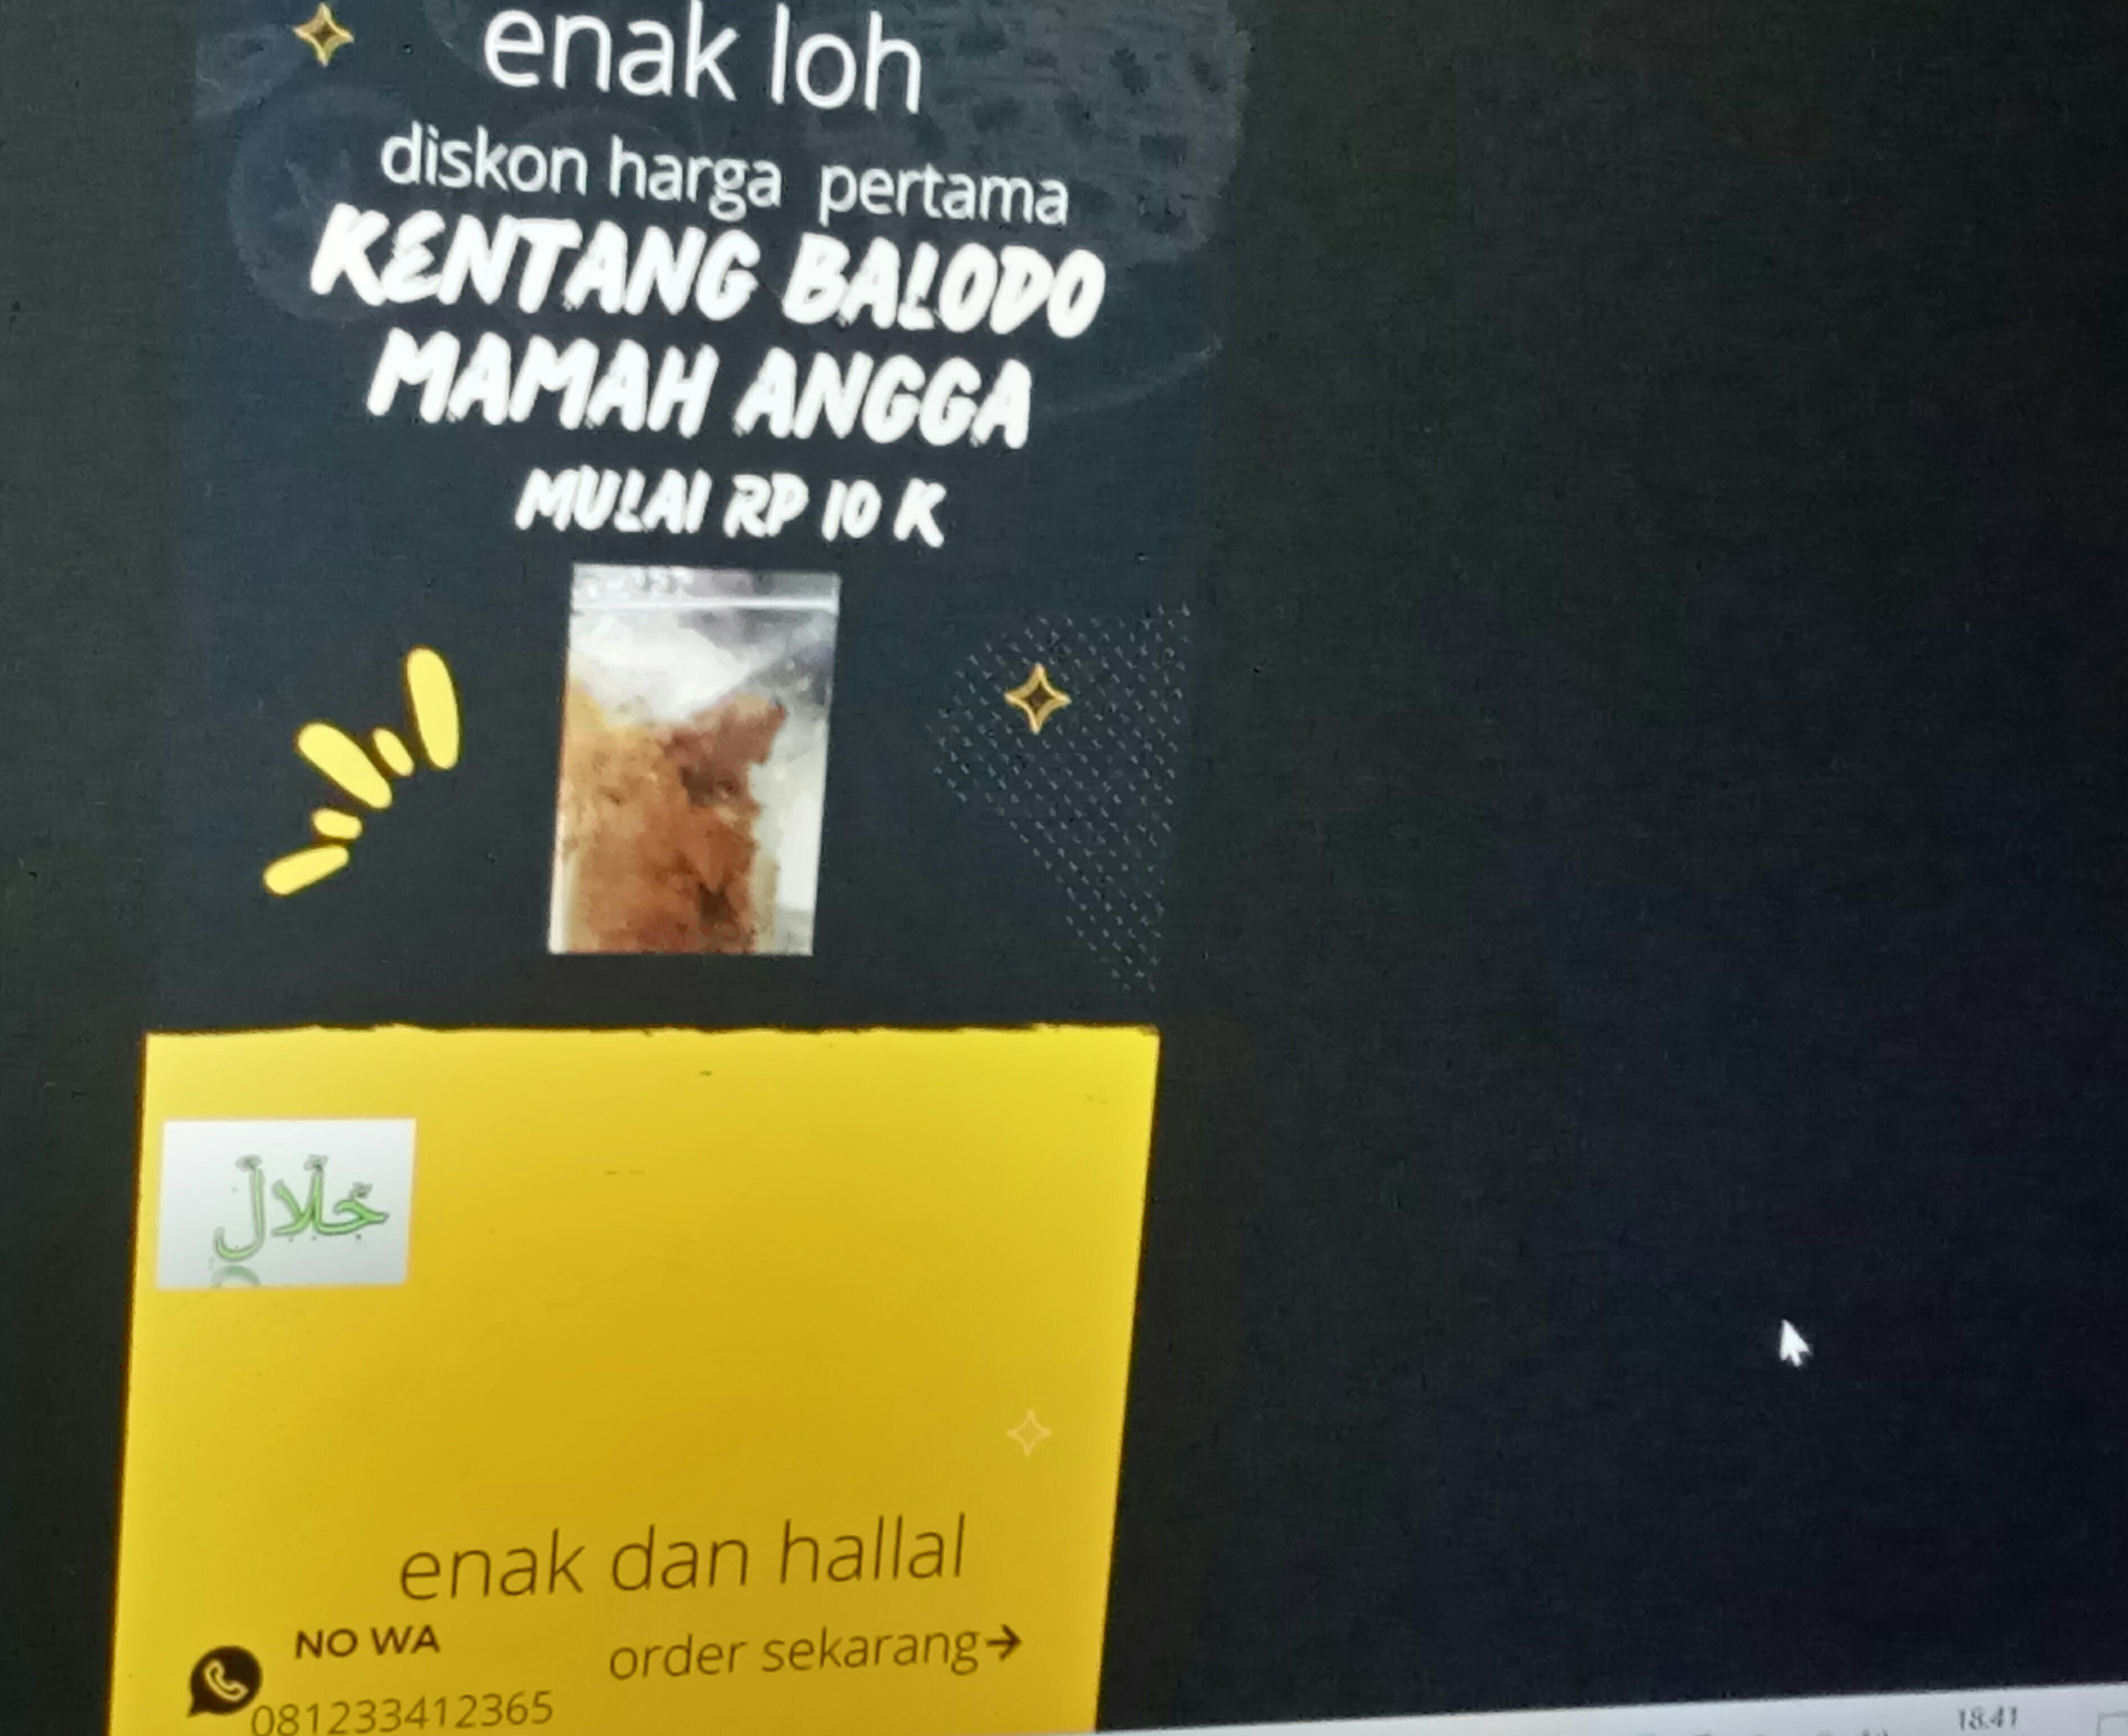 enak loh
diskon harga pertama
KENTANG BALODO
MAMAH ANGGA
MULAI RP 10 K
حَلَالٌ
enak dan hallal
NO WA
order sekarang→
081233412365
18.41